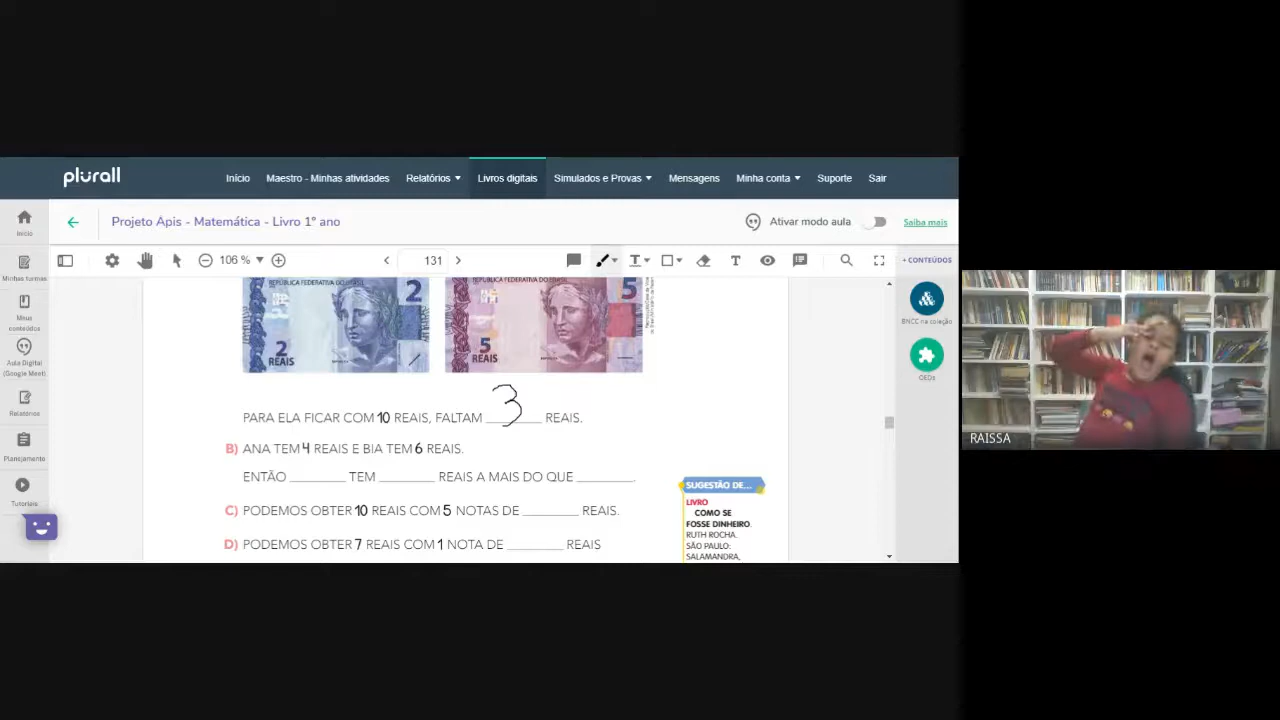 plurall
Início Maestro - Minhas atividades Relatórios Livros digitais Simulados e Provas Mensagens Minha conta Suporte Sair
Projeto Apis - Matemática - Livro 1º ano
Ativar modo aula Saiba mais
106 % 131
+ CONTEÚDOS
Início
Minhas turmas
Meus conteúdos
Aula Digital (Google Meet)
Relatórios
Planejamento
Tutoriais
BNCC na coleção
OEDs
REPÚBLICA FEDERATIVA DO BRASIL 2
2 REAIS
REPÚBLICA FEDERATIVA DO BRASIL 5
5 REAIS
PARA ELA FICAR COM 10 REAIS, FALTAM 3 REAIS.
B) ANA TEM 4 REAIS E BIA TEM 6 REAIS.
ENTÃO ________ TEM ________ REAIS A MAIS DO QUE ________.
C) PODEMOS OBTER 10 REAIS COM 5 NOTAS DE ________ REAIS.
D) PODEMOS OBTER 7 REAIS COM 1 NOTA DE ________ REAIS
SUGESTÃO DE...
LIVRO
COMO SE
FOSSE DINHEIRO.
RUTH ROCHA.
SÃO PAULO:
SALAMANDRA,
RAISSA